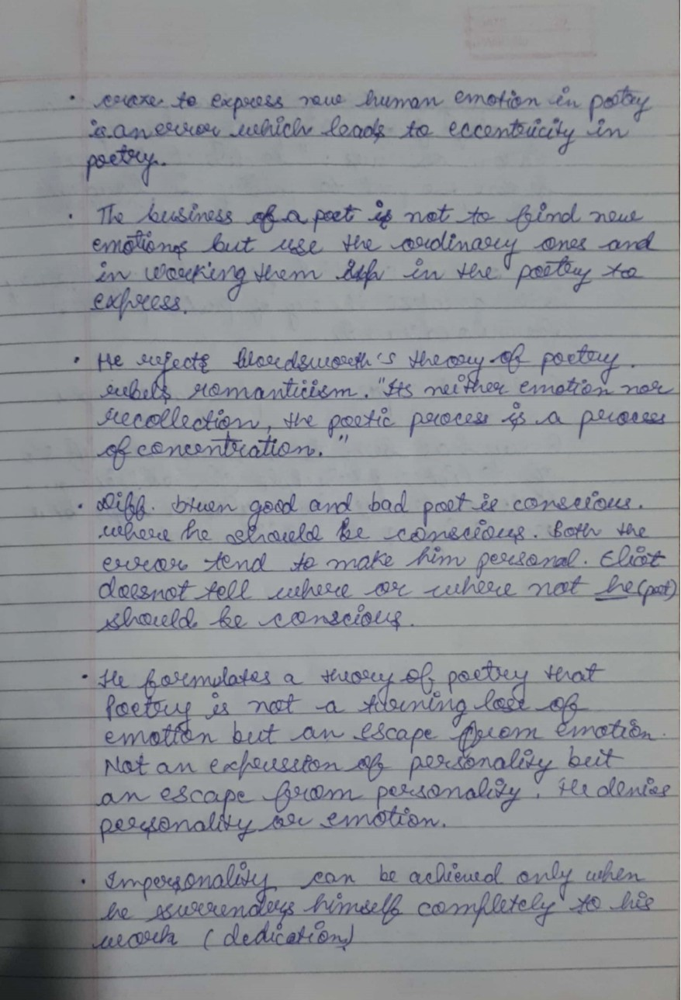 • craze to express new human emotion in poetry
is an error which leads to eccentricity in
poetry.
• The business of a poet is not to find new
emotions but use the ordinary ones and
in working them up in the poetry to
express.
• He rejects Wordsworth's theory of poetry.
rebels romanticism. "Its neither emotion nor
recollection, the poetic process is a process
of concentration."
• Diff. btwen good and bad poet is conscious.
where he should be conscious. Both the
error tend to make him personal. Eliot
doesnot tell where or where not he (poet)
should be conscious.
• He formulates a theory of poetry that
Poetry is not a turning lose of
emotion but an escape from emotion.
Not an expression of personality but
an escape from personality. He denies
personality or emotion.
• Impersonality can be achieved only when
he surrenders himself completely to his
work (dedication)